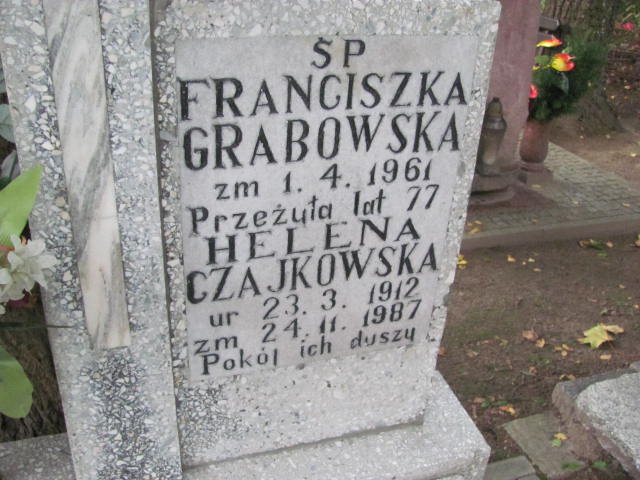 ŚP
FRANCISZKA
GRABOWSKA
zm 1. 4. 1961
Przeżyła lat 77
HELENA
CZAJKOWSKA
ur 23. 3. 1912
zm 24. 11. 1987
Pokój ich duszy